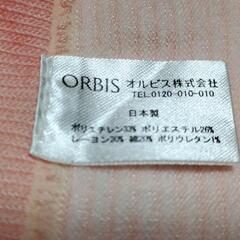 ORBIS オルビス株式会社
TEL.0120-010-010
日本製
ポリエチレン33% ポリエステル26%
レーヨン20% 綿20% ポリウレタン1%